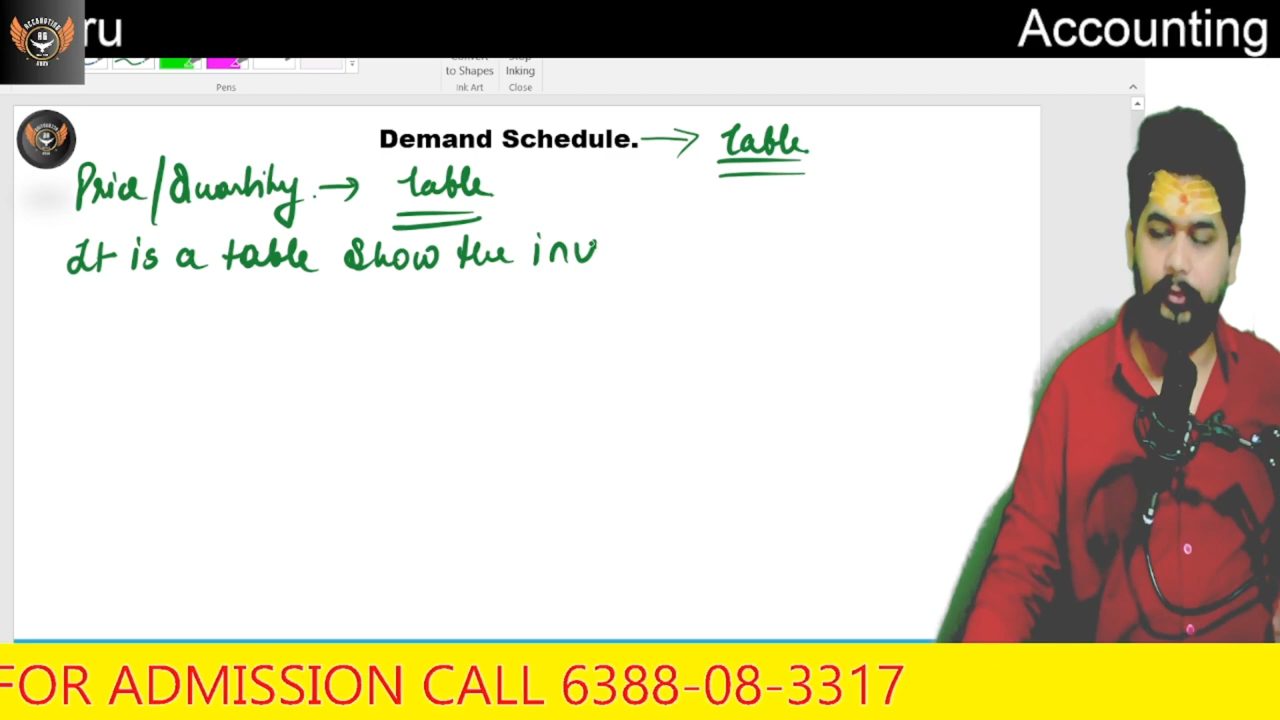 ru
Accounting
to Shapes
Inking
Pens
Ink Art
Close
Demand Schedule. → table
Price/Quantity → table
It is a table show the inv
FOR ADMISSION CALL 6388-08-3317